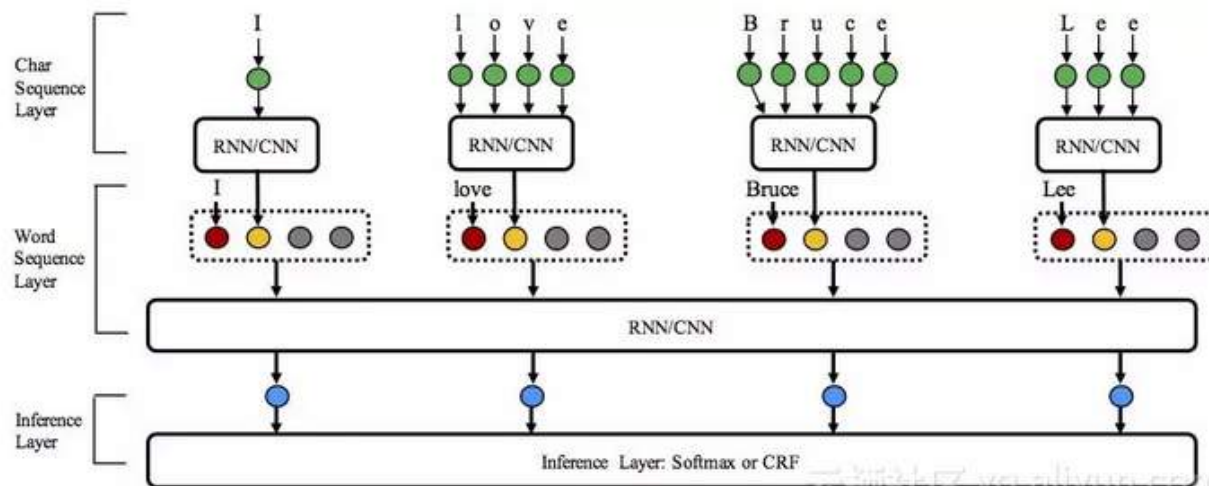 I
l o v e
B r u c e
L e e
Char
Sequence
Layer
RNN/CNN
RNN/CNN
RNN/CNN
RNN/CNN
I
love
Bruce
Lee
Word
Sequence
Layer
RNN/CNN
Inference
Layer
Inference Layer: Softmax or CRF